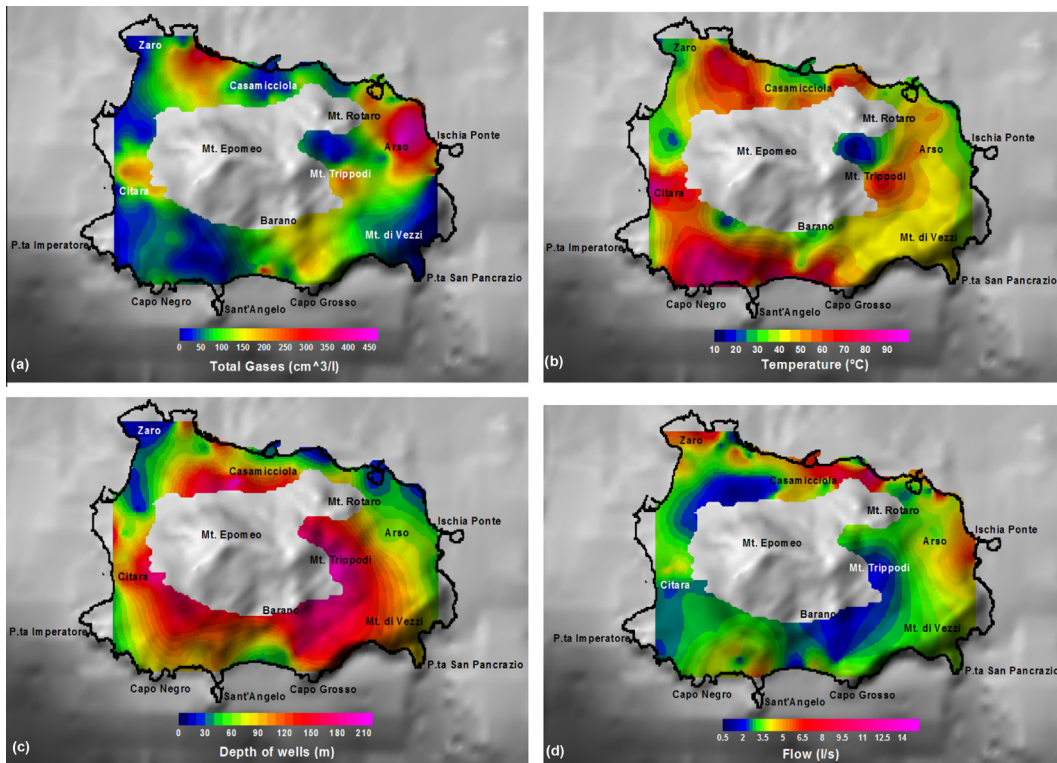 Zaro
Casamicciola
Mt. Rotaro
Ischia Ponte
Mt. Epomeo
Arso
Mt. Trippodi
Citara
Barano
Mt. di Vezzi
P.ta Imperatore
P.ta San Pancrazio
Capo Negro
Capo Grosso
Sant'Angelo
0 50 100 150 200 250 300 350 400 450
(a)
Total Gases (cm^3/l)
Zaro
Casamicciola
Mt. Rotaro
Ischia Ponte
Mt. Epomeo
Arso
Mt. Trippodi
Citara
Barano
Mt. di Vezzi
P.ta Imperatore
P.ta San Pancrazio
Capo Negro
Capo Grosso
Sant'Angelo
10 20 30 40 50 60 70 80 90
(b)
Temperature (°C)
Zaro
Casamicciola
Mt. Rotaro
Ischia Ponte
Mt. Epomeo
Arso
Mt. Trippodi
Citara
Barano
Mt. di Vezzi
P.ta Imperatore
P.ta San Pancrazio
Capo Negro
Capo Grosso
Sant'Angelo
0 30 60 90 120 150 180 210
(c)
Depth of wells (m)
Zaro
Casamicciola
Mt. Rotaro
Ischia Ponte
Mt. Epomeo
Arso
Mt. Trippodi
Citara
Barano
Mt. di Vezzi
P.ta Imperatore
P.ta San Pancrazio
Capo Negro
Capo Grosso
Sant'Angelo
0.5 2 3.5 5 6.5 8 9.5 11 12.5 14
(d)
Flow (l/s)